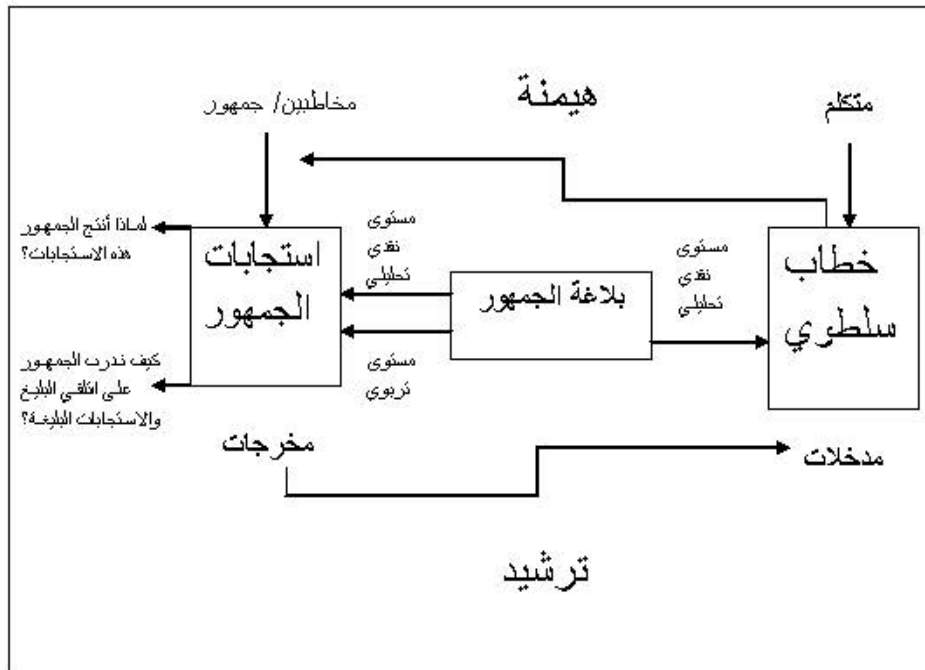 هيمنة
متكلم
مخاطبين/ جمهور
خطاب
سلطوي
مستوى
نقدي
تحليلي
بلاغة الجمهور
مستوى
نقدي
تحليلي
مستوى
تربوي
استجابات
الجمهور
لماذا أنتج الجمهور
هذه الاستجابات؟
كيف ندرب الجمهور
على التلقي البليغ
والاستجابات البليغة؟
مدخلات
مخرجات
ترشيد